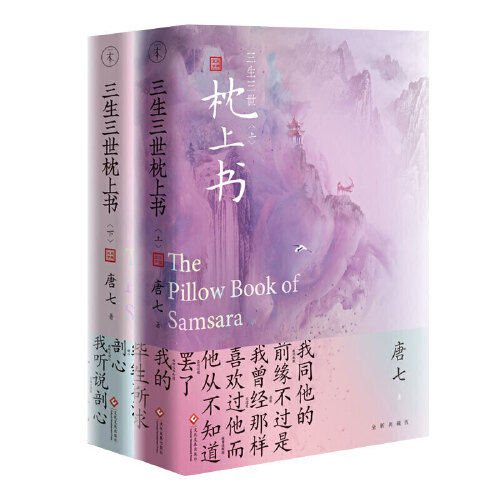 三生三世枕上书
〈下〉
唐七
著
我听说剖心
剖心
毕生所求
三生三世枕上书
〈上〉
唐七
著
我的
三生三世
〈上〉
枕上书
The
Pillow Book of
Samsara
我同他的
前缘不过是
我曾经那样
喜欢过他而
他从不知道
罢了
唐七
著
全新典藏版